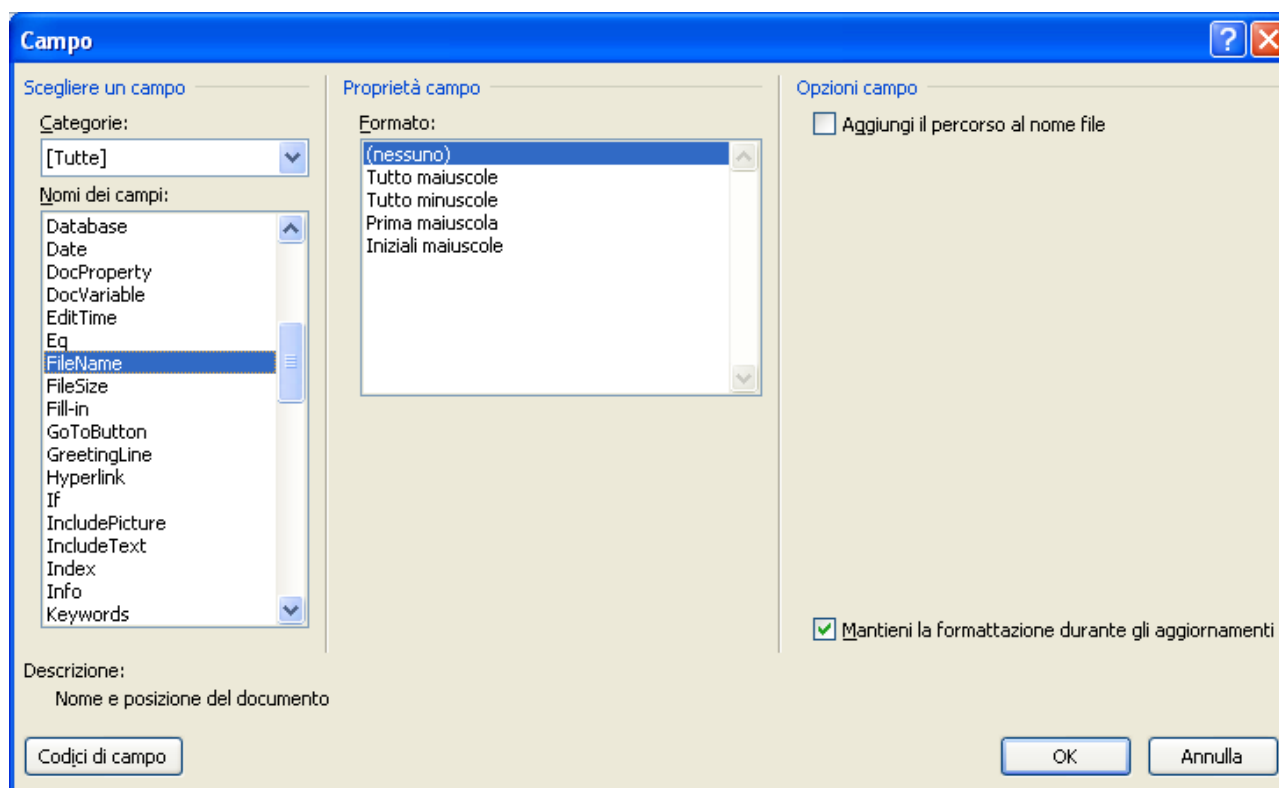 Campo
Scegliere un campo
Categorie:
[Tutte]
Nomi dei campi:
Database
Date
DocProperty
DocVariable
EditTime
Eq
FileName
FileSize
Fill-in
GoToButton
GreetingLine
Hyperlink
If
IncludePicture
IncludeText
Index
Info
Keywords
Proprietà campo
Formato:
(nessuno)
Tutto maiuscole
Tutto minuscole
Prima maiuscola
Iniziali maiuscole
Opzioni campo
Aggiungi il percorso al nome file
Mantieni la formattazione durante gli aggiornamenti
Descrizione:
Nome e posizione del documento
Codici di campo
OK
Annulla